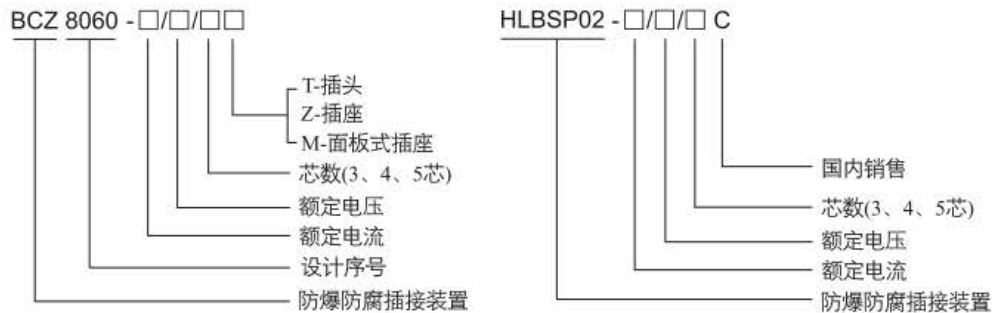 BCZ 8060 -□/□/□□
T-插头
Z-插座
M-面板式插座
芯数(3、4、5芯)
额定电压
额定电流
设计序号
防爆防腐插接装置
HLBSP02 -□/□/□ C
国内销售
芯数(3、4、5芯)
额定电压
额定电流
防爆防腐插接装置